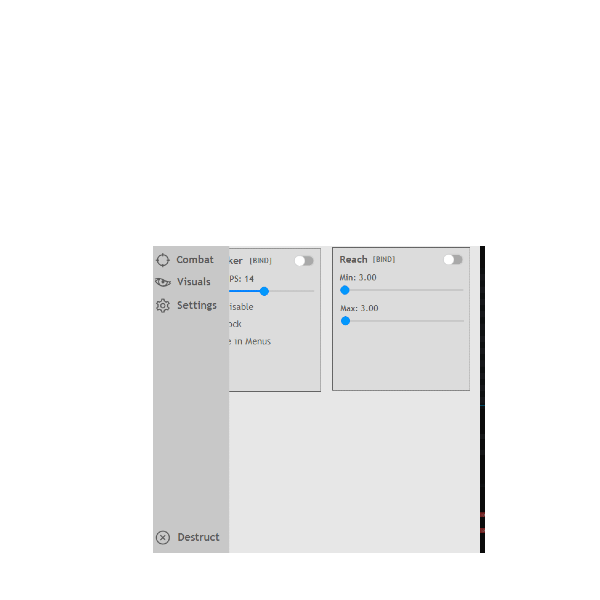 Combat
Visuals
Settings
Destruct
ker [BIND]
PS: 14
isable
ock
e in Menus
Reach [BIND]
Min: 3.00
Max: 3.00